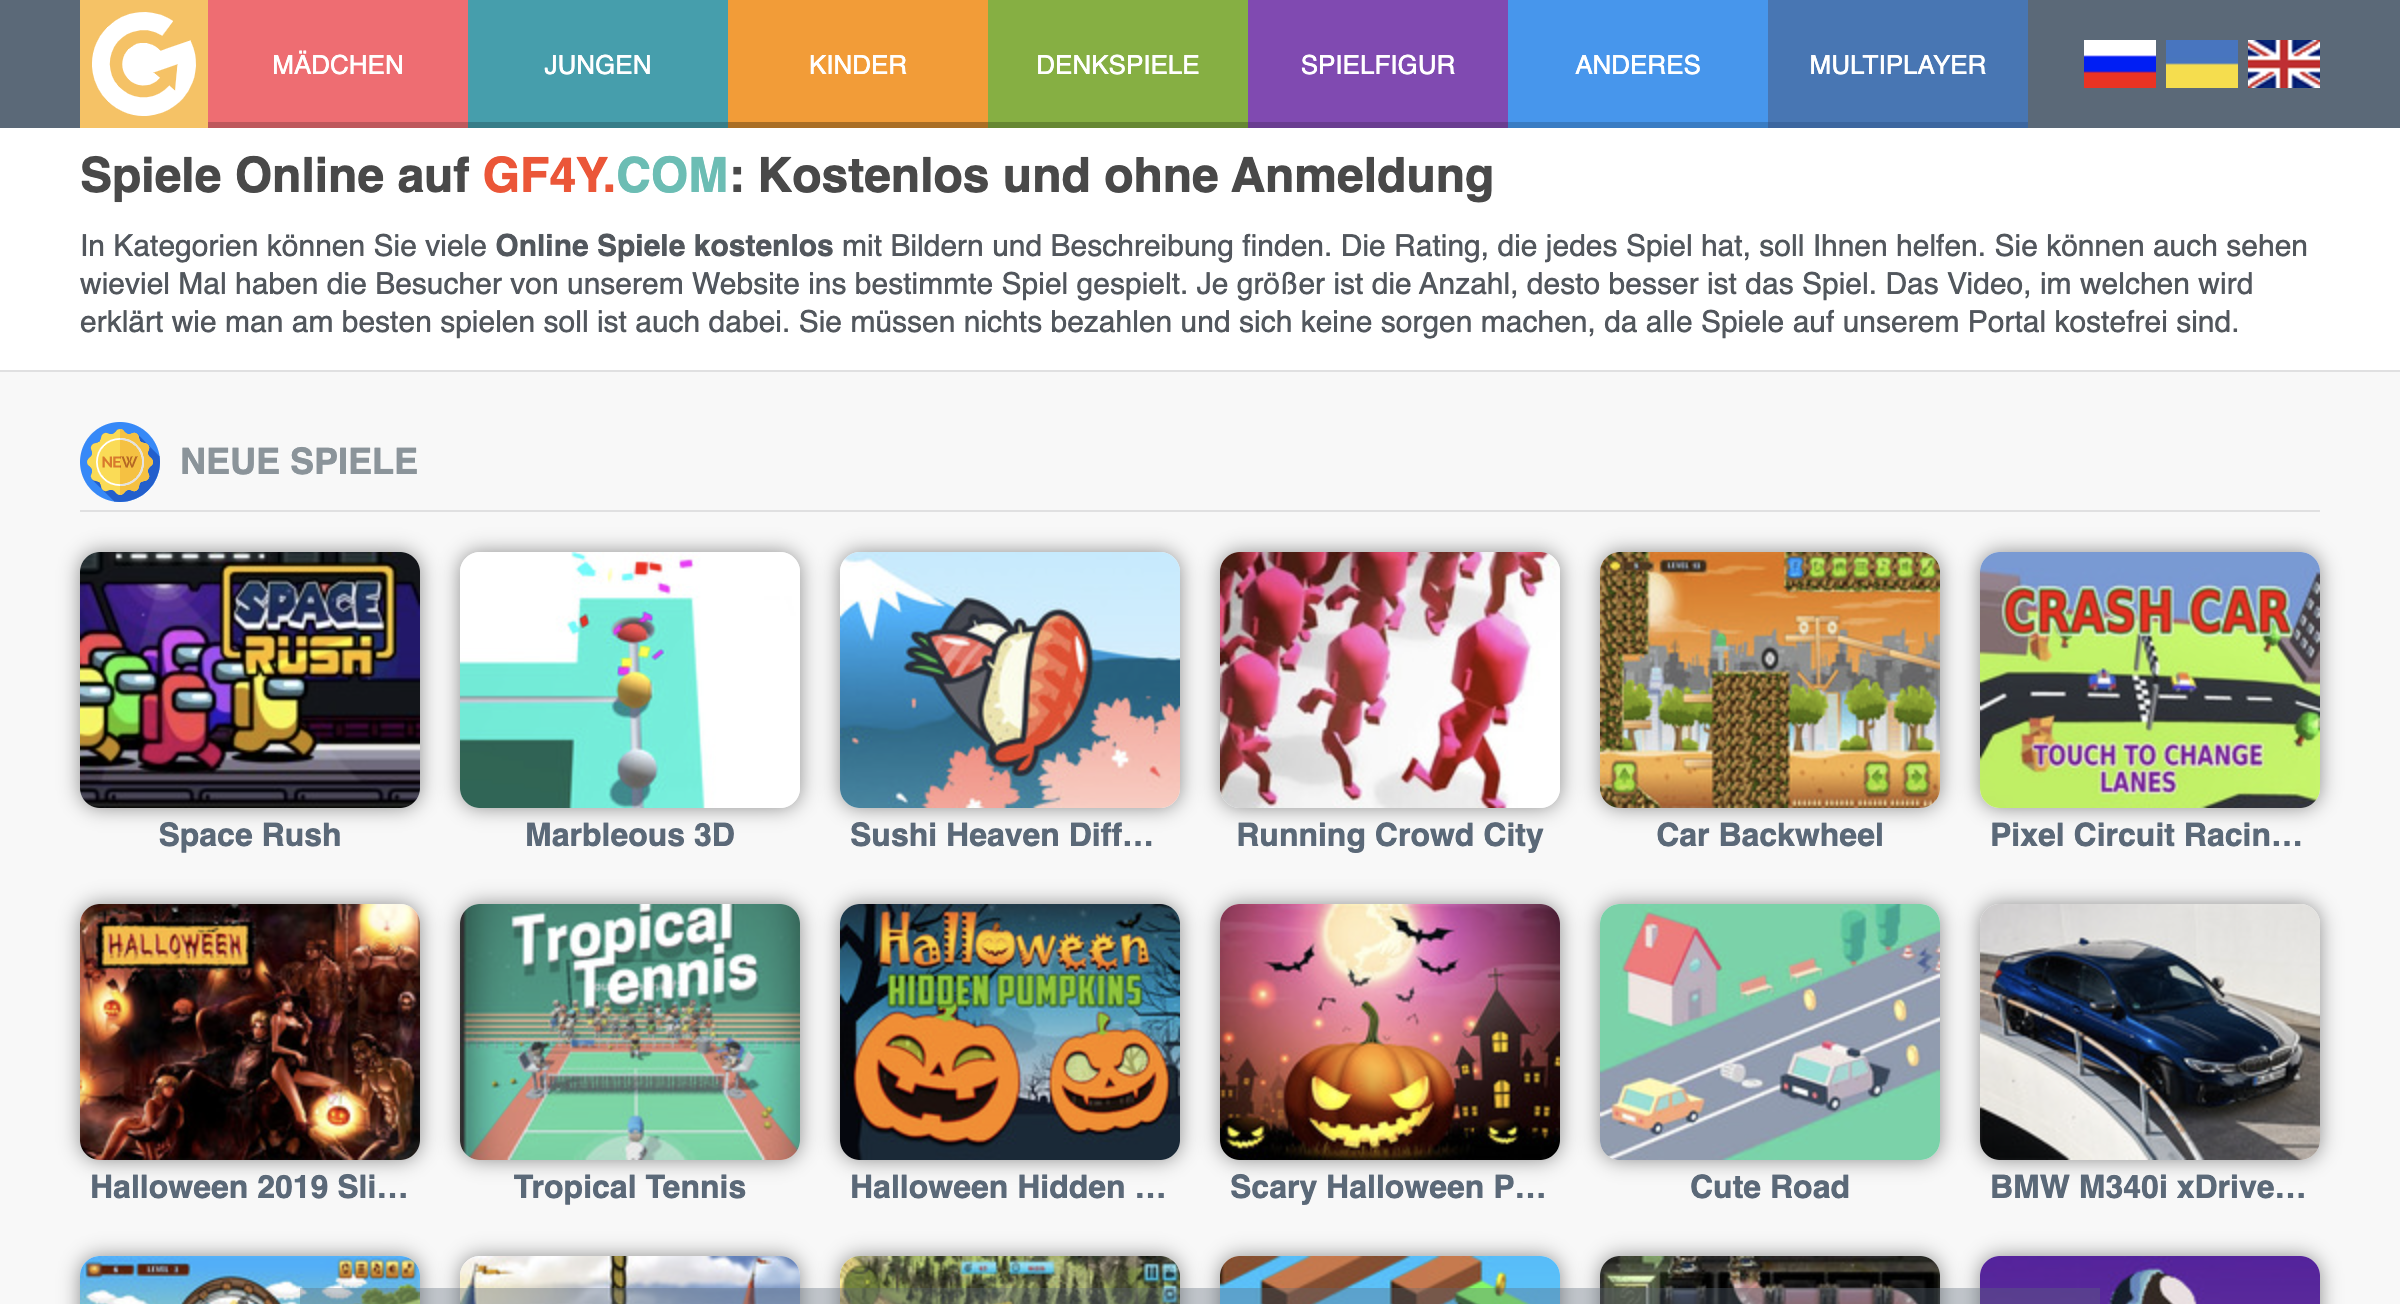 MÄDCHEN
JUNGEN
KINDER
DENKSPIELE
SPIELFIGUR
ANDERES
MULTIPLAYER
Spiele Online auf GF4Y.COM: Kostenlos und ohne Anmeldung
In Kategorien können Sie viele Online Spiele kostenlos mit Bildern und Beschreibung finden. Die Rating, die jedes Spiel hat, soll Ihnen helfen. Sie können auch sehen
wieviel Mal haben die Besucher von unserem Website ins bestimmte Spiel gespielt. Je größer ist die Anzahl, desto besser ist das Spiel. Das Video, im welchen wird
erklärt wie man am besten spielen soll ist auch dabei. Sie müssen nichts bezahlen und sich keine sorgen machen, da alle Spiele auf unserem Portal kostefrei sind.
NEW
NEUE SPIELE
SPACE
RUSH
LEVEL 12
CRASH CAR
TOUCH TO CHANGE
LANES
Space Rush
Marbleous 3D
Sushi Heaven Diff...
Running Crowd City
Car Backwheel
Pixel Circuit Racin...
HALLOWEEN
Tropical
Tennis
Halloween
HIDDEN PUMPKINS
Halloween 2019 Sli...
Tropical Tennis
Halloween Hidden ...
Scary Halloween P...
Cute Road
BMW M340i xDrive...